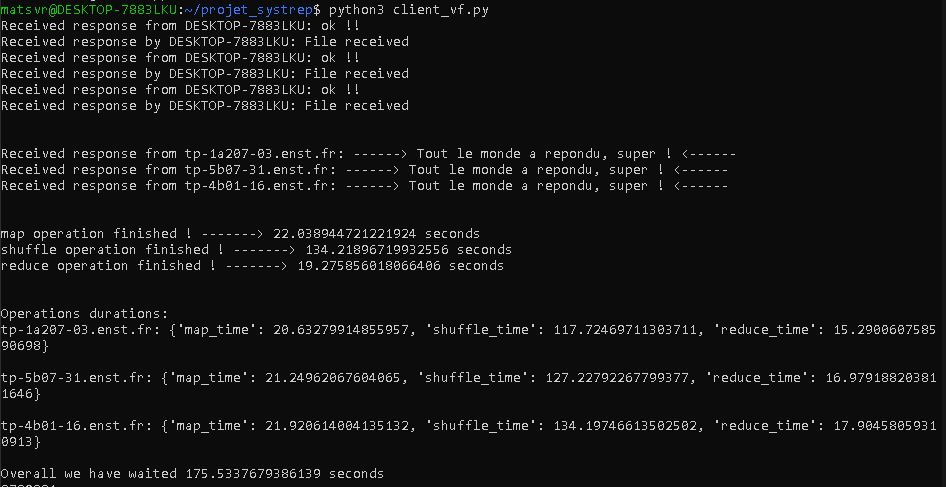 matsvr@DESKTOP-7883LKU:~/projet_systrep$ python3 client_vf.py
Received response from DESKTOP-7883LKU: ok !!
Received response by DESKTOP-7883LKU: File received
Received response from DESKTOP-7883LKU: ok !!
Received response by DESKTOP-7883LKU: File received
Received response from DESKTOP-7883LKU: ok !!
Received response by DESKTOP-7883LKU: File received
Received response from tp-1a207-03.enst.fr: ------> Tout le monde a repondu, super ! <------
Received response from tp-5b07-31.enst.fr: ------> Tout le monde a repondu, super ! <------
Received response from tp-4b01-16.enst.fr: ------> Tout le monde a repondu, super ! <------
map operation finished ! -------> 22.038944721221924 seconds
shuffle operation finished ! -------> 134.21896719932556 seconds
reduce operation finished ! -------> 19.275856018066406 seconds
Operations durations:
tp-1a207-03.enst.fr: {'map_time': 20.63279914855957, 'shuffle_time': 117.72469711303711, 'reduce_time': 15.2900607585
90698}
tp-5b07-31.enst.fr: {'map_time': 21.24962067604065, 'shuffle_time': 127.22792267799377, 'reduce_time': 16.97918820381
1646}
tp-4b01-16.enst.fr: {'map_time': 21.920614004135132, 'shuffle_time': 134.19746613502502, 'reduce_time': 17.9045805931
0913}
Overall we have waited 175.5337679386139 seconds